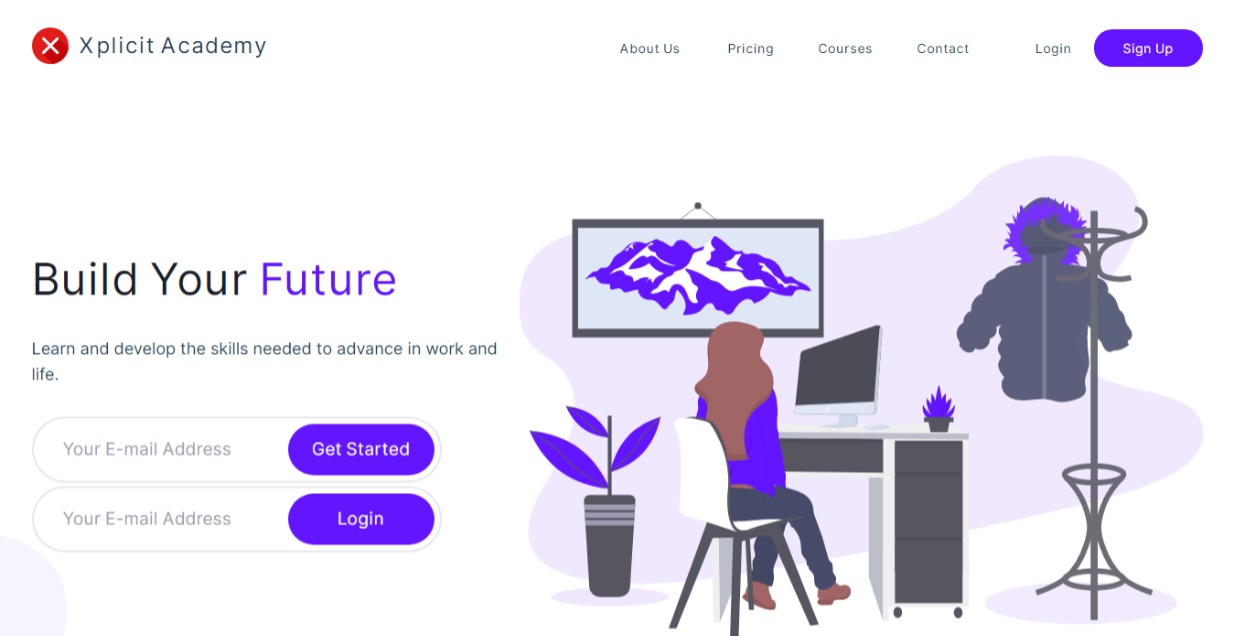 Xplicit Academy
About Us
Pricing
Courses
Contact
Login
Sign Up
Build Your Future
Learn and develop the skills needed to advance in work and
life.
Your E-mail Address
Get Started
Your E-mail Address
Login